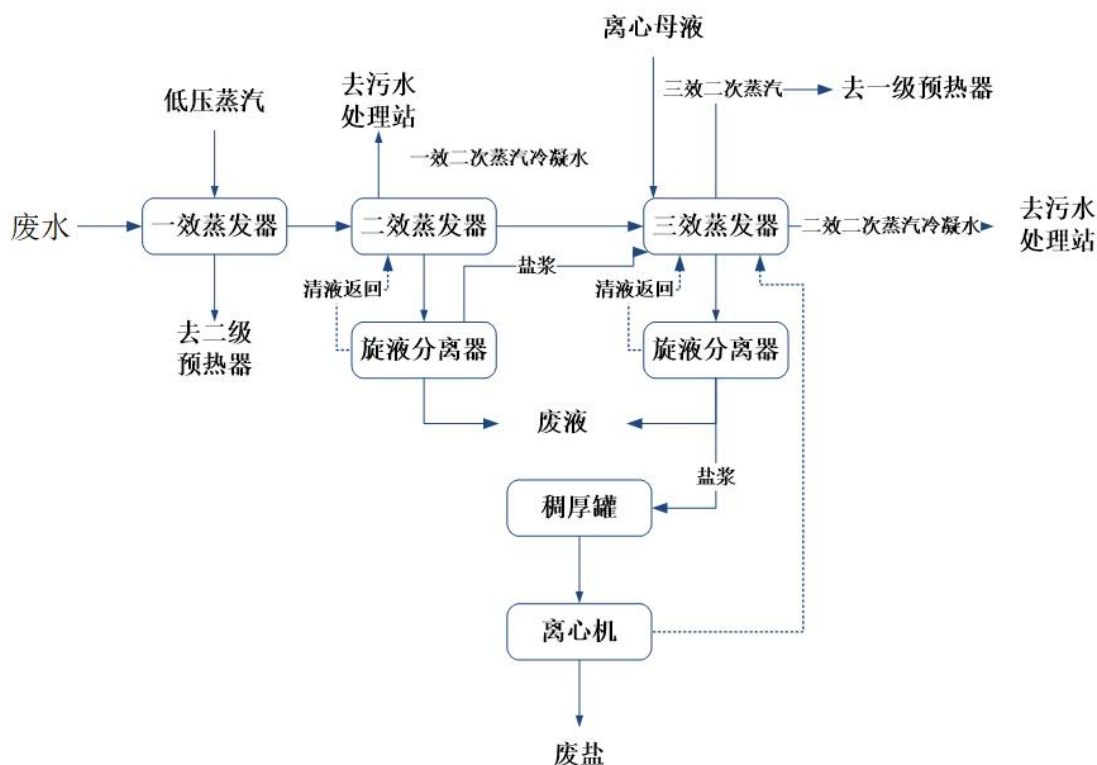 离心母液
三效二次蒸汽
去一级预热器
低压蒸汽
去污水
处理站
一效二次蒸汽冷凝水
废水
一效蒸发器
二效蒸发器
三效蒸发器
二效二次蒸汽冷凝水
去污水
处理站
盐浆
清液返回
清液返回
去二级
预热器
旋液分离器
旋液分离器
废液
盐浆
稠厚罐
离心机
废盐